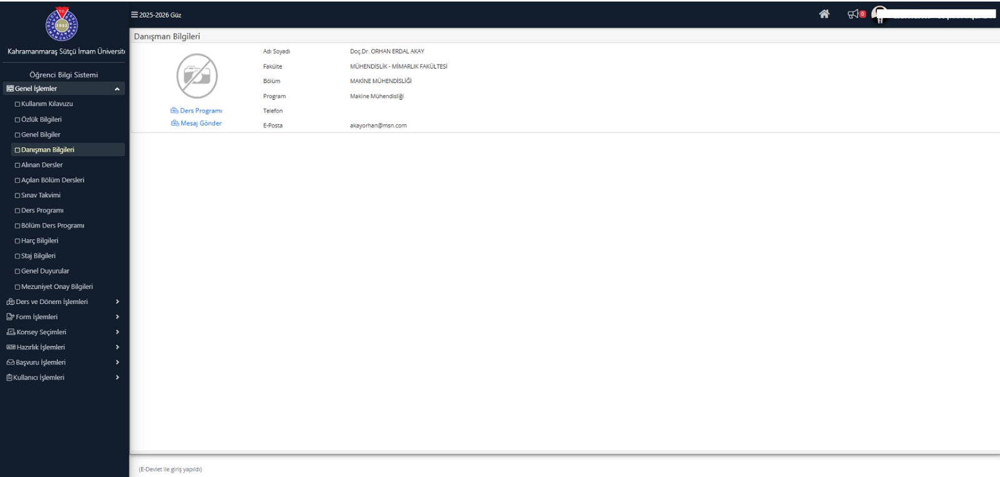 Kahramanmaraş Sütçü İmam Üniversite
Öğrenci Bilgi Sistemi
Genel İşlemler
Kullanım Kılavuzu
Özlük Bilgileri
Genel Bilgiler
Danışman Bilgileri
Alınan Dersler
Açılan Bölüm Dersleri
Sınav Takvimi
Ders Programı
Bölüm Ders Programı
Harç Bilgileri
Staj Bilgileri
Genel Duyurular
Mezuniyet Onay Bilgileri
Ders ve Dönem İşlemleri
Form İşlemleri
Konsey Seçimleri
Hazırlık İşlemleri
Başvuru İşlemleri
Kullanıcı İşlemleri
2025-2026 Güz
0
Danışman Bilgileri
Ders Programı
Mesaj Gönder
Adı Soyadı Doç.Dr. ORHAN ERDAL AKAY
Fakülte MÜHENDİSLİK - MİMARLIK FAKÜLTESİ
Bölüm MAKİNE MÜHENDİSLİĞİ
Program Makine Mühendisliği
Telefon
E-Posta akayorhan@msn.com
(E-Devlet ile giriş yapıldı)